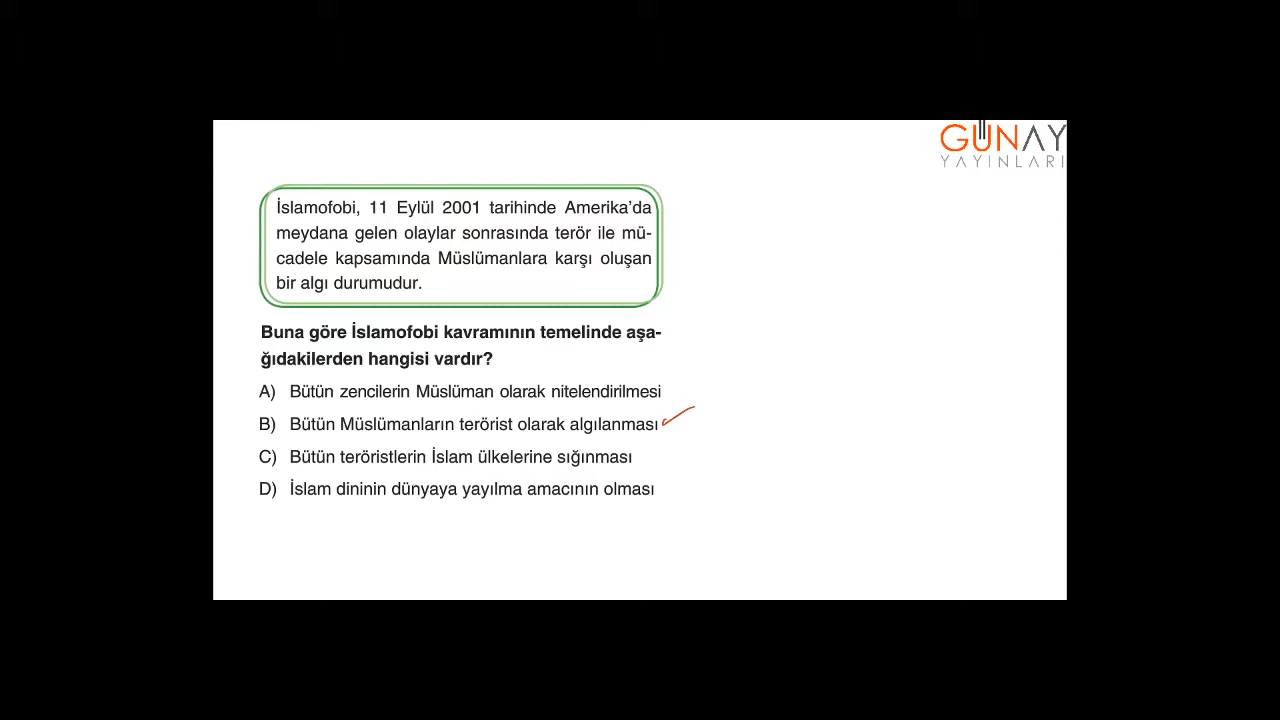 GÜNAY
YAYINLARI
İslamofobi, 11 Eylül 2001 tarihinde Amerika’da
meydana gelen olaylar sonrasında terör ile mü-
cadele kapsamında Müslümanlara karşı oluşan
bir algı durumudur.
Buna göre İslamofobi kavramının temelinde aşa-
ğıdakilerden hangisi vardır?
A) Bütün zencilerin Müslüman olarak nitelendirilmesi
B) Bütün Müslümanların terörist olarak algılanması
C) Bütün teröristlerin İslam ülkelerine sığınması
D) İslam dininin dünyaya yayılma amacının olması